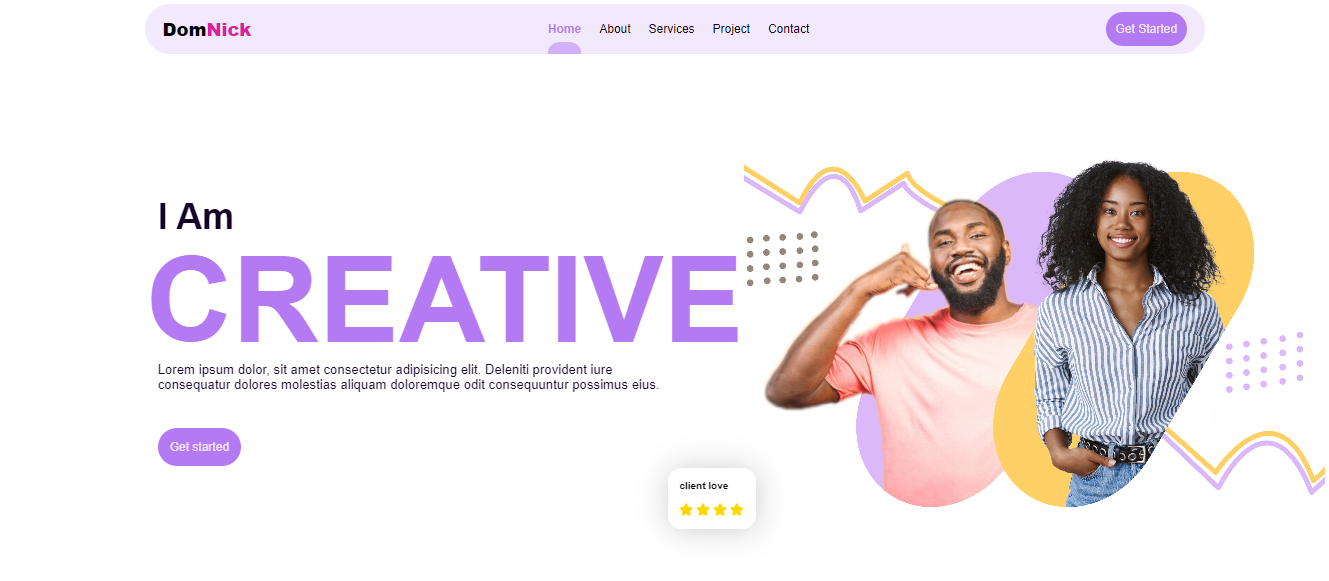 DomNick
Home About Services Project Contact
Get Started
I Am
CREATIVE
Lorem ipsum dolor, sit amet consectetur adipisicing elit. Deleniti provident iure
consequatur dolores molestias aliquam doloremque odit consequuntur possimus eius.
Get started
client love